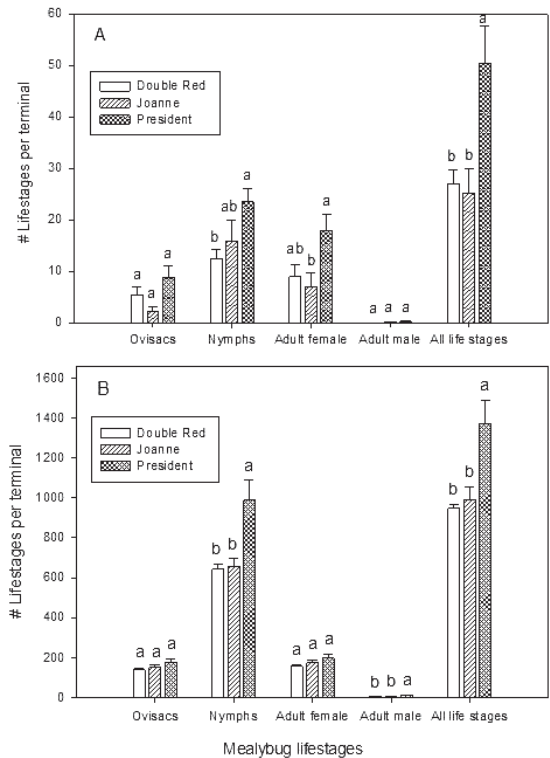 A
60
50
40
30
20
10
0
# Lifestages per terminal
Double Red
Joanne
President
a a a
b ab a
ab b a
a a a
b b a
Ovisacs Nymphs Adult female Adult male All life stages
B
1600
1400
1200
1000
800
600
400
200
0
# Lifestages per terminal
Double Red
Joanne
President
a a a
b b a
a a a
b b a
b b a
Ovisacs Nymphs Adult female Adult male All life stages
Mealybug lifestages